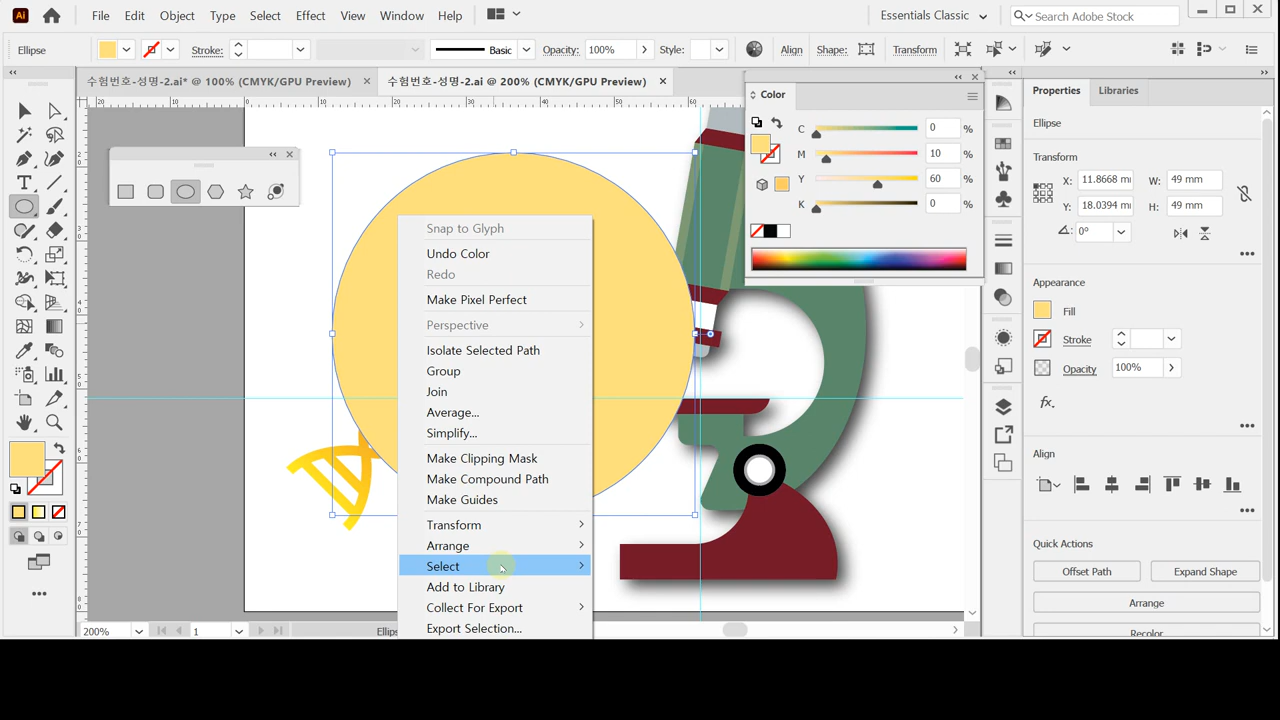 Ai File Edit Object Type Select Effect View Window Help Essentials Classic Search Adobe Stock
Ellipse Stroke: Basic Opacity: 100% Style: Align Shape: Transform
수험번호-성명-2.ai* @ 100% (CMYK/GPU Preview) 수험번호-성명-2.ai @ 200% (CMYK/GPU Preview)
Color
C 0 %
M 10 %
Y 60 %
K 0 %
Properties Libraries
Ellipse
Transform
X: 11.8668 mm W: 49 mm
Y: 18.0394 mm H: 49 mm
0°
Appearance
Fill
Stroke
Opacity 100%
fx.
Align
Quick Actions
Offset Path Expand Shape
Arrange
Recolor
Snap to Glyph
Undo Color
Redo
Make Pixel Perfect
Perspective
Isolate Selected Path
Group
Join
Average...
Simplify...
Make Clipping Mask
Make Compound Path
Make Guides
Transform
Arrange
Select
Add to Library
Collect For Export
Export Selection...
200% 1 Ellips